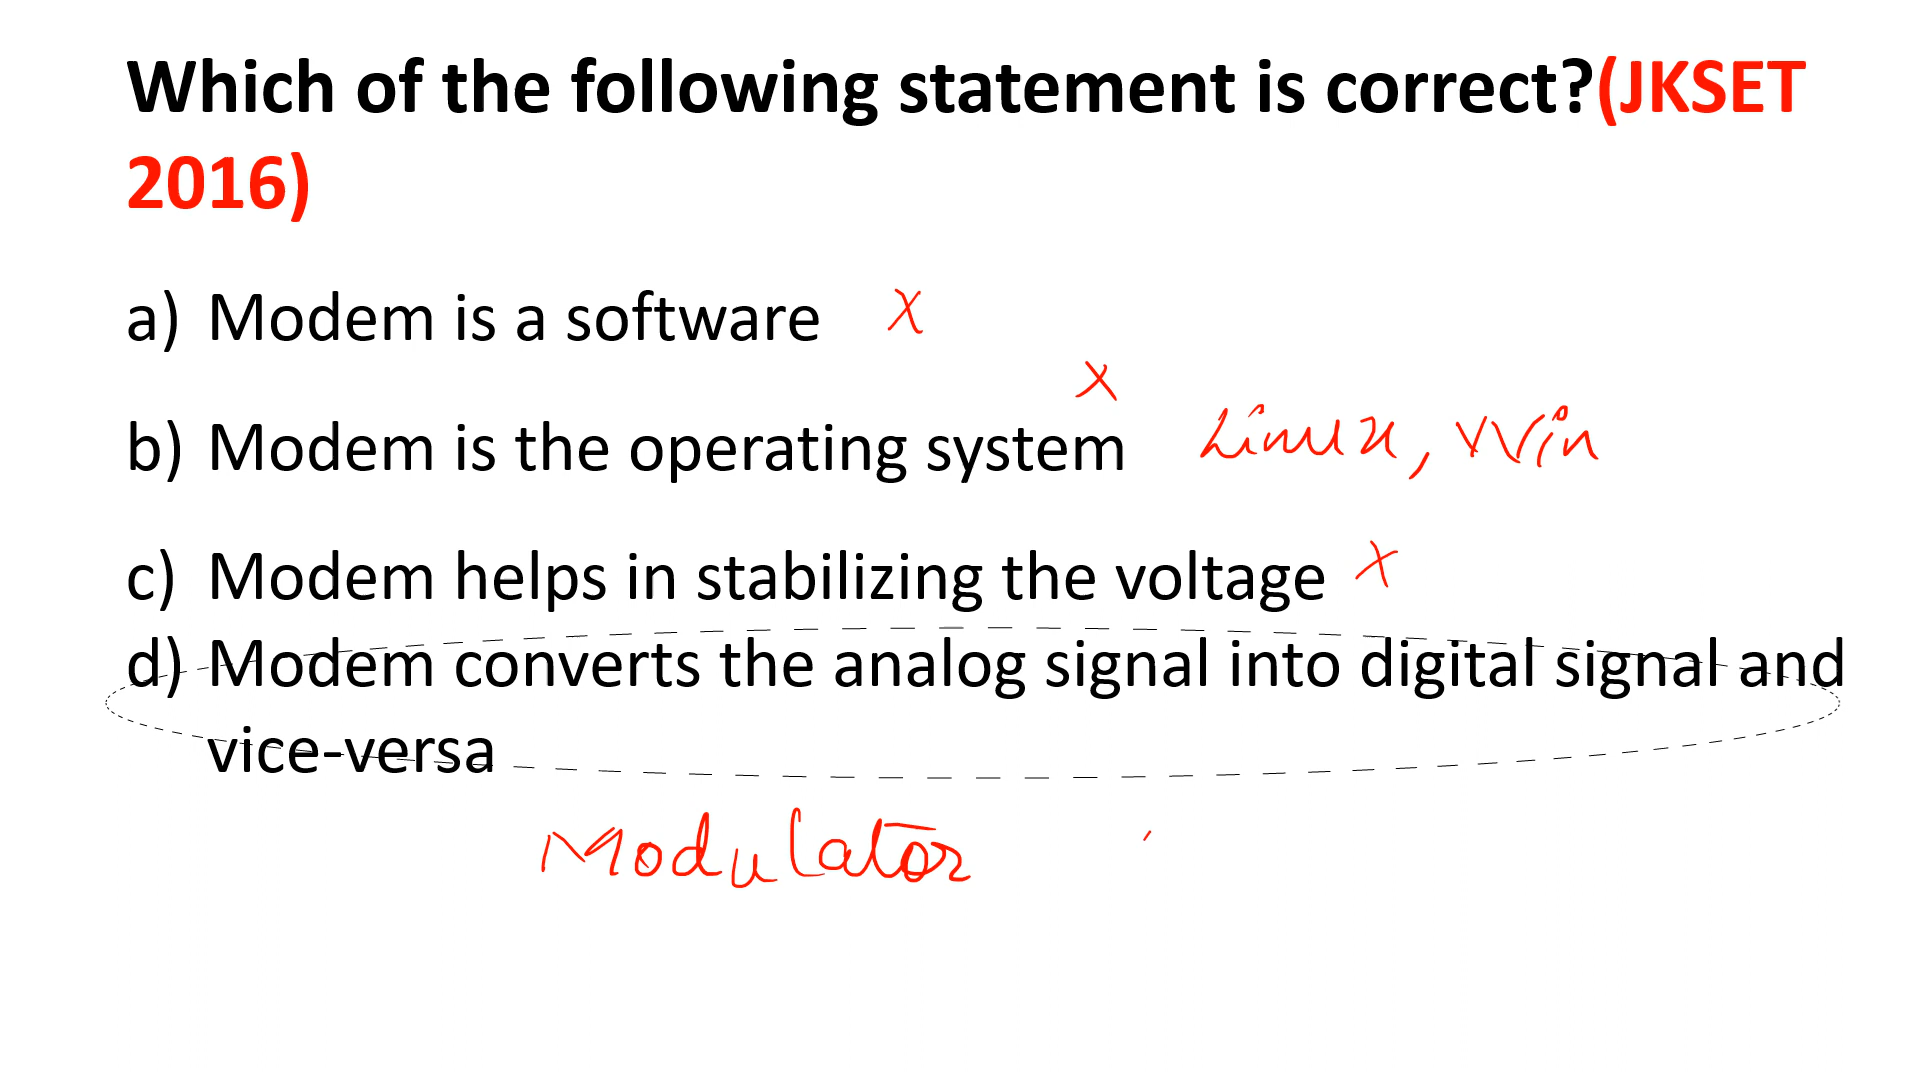 Which of the following statement is correct?(JKSET
2016)
a) Modem is a software X
X
b) Modem is the operating system Linux, Win
c) Modem helps in stabilizing the voltage X
d) Modem converts the analog signal into digital signal and
vice-versa
Modulator